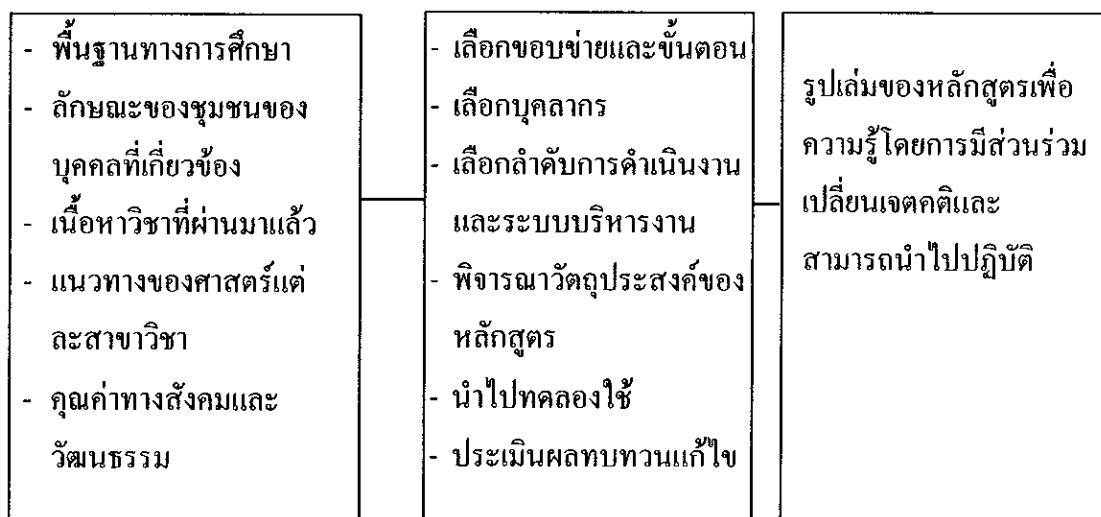 - พื้นฐานทางการศึกษา
- ลักษณะของชุมชนของ
บุคคลที่เกี่ยวข้อง
- เนื้อหาวิชาที่ผ่านมาแล้ว
- แนวทางของศาสตร์แต่
ละสาขาวิชา
- คุณค่าทางสังคมและ
วัฒนธรรม
- เลือกขอบข่ายและขั้นตอน
- เลือกบุคลากร
- เลือกลำดับการดำเนินงาน
และระบบบริหารงาน
- พิจารณาวัตถุประสงค์ของ
หลักสูตร
- นำไปทดลองใช้
- ประเมินผลทบทวนแก้ไข
รูปเล่มของหลักสูตรเพื่อ
ความรู้โดยการมีส่วนร่วม
เปลี่ยนเจตคติและ
สามารถนำไปปฏิบัติ